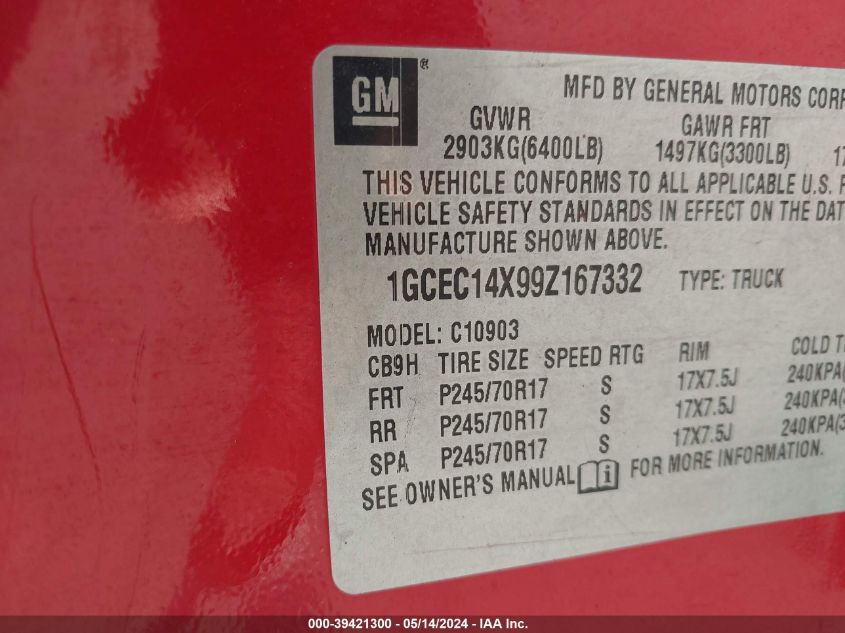 GM®
MFD BY GENERAL MOTORS CORP
GVWR GAWR FRT
2903KG(6400LB) 1497KG(3300LB) 17
THIS VEHICLE CONFORMS TO ALL APPLICABLE U.S. F
VEHICLE SAFETY STANDARDS IN EFFECT ON THE DAT
MANUFACTURE SHOWN ABOVE.
1GCEC14X99Z167332 TYPE: TRUCK
MODEL: C10903
CB9H TIRE SIZE SPEED RTG RIM COLD T
FRT P245/70R17 S 17X7.5J 240KPA(
RR P245/70R17 S 17X7.5J 240KPA(3
SPA P245/70R17 S 17X7.5J 240KPA(3
SEE OWNER'S MANUAL i FOR MORE INFORMATION.
000-39421300 - 05/14/2024 - IAA Inc.